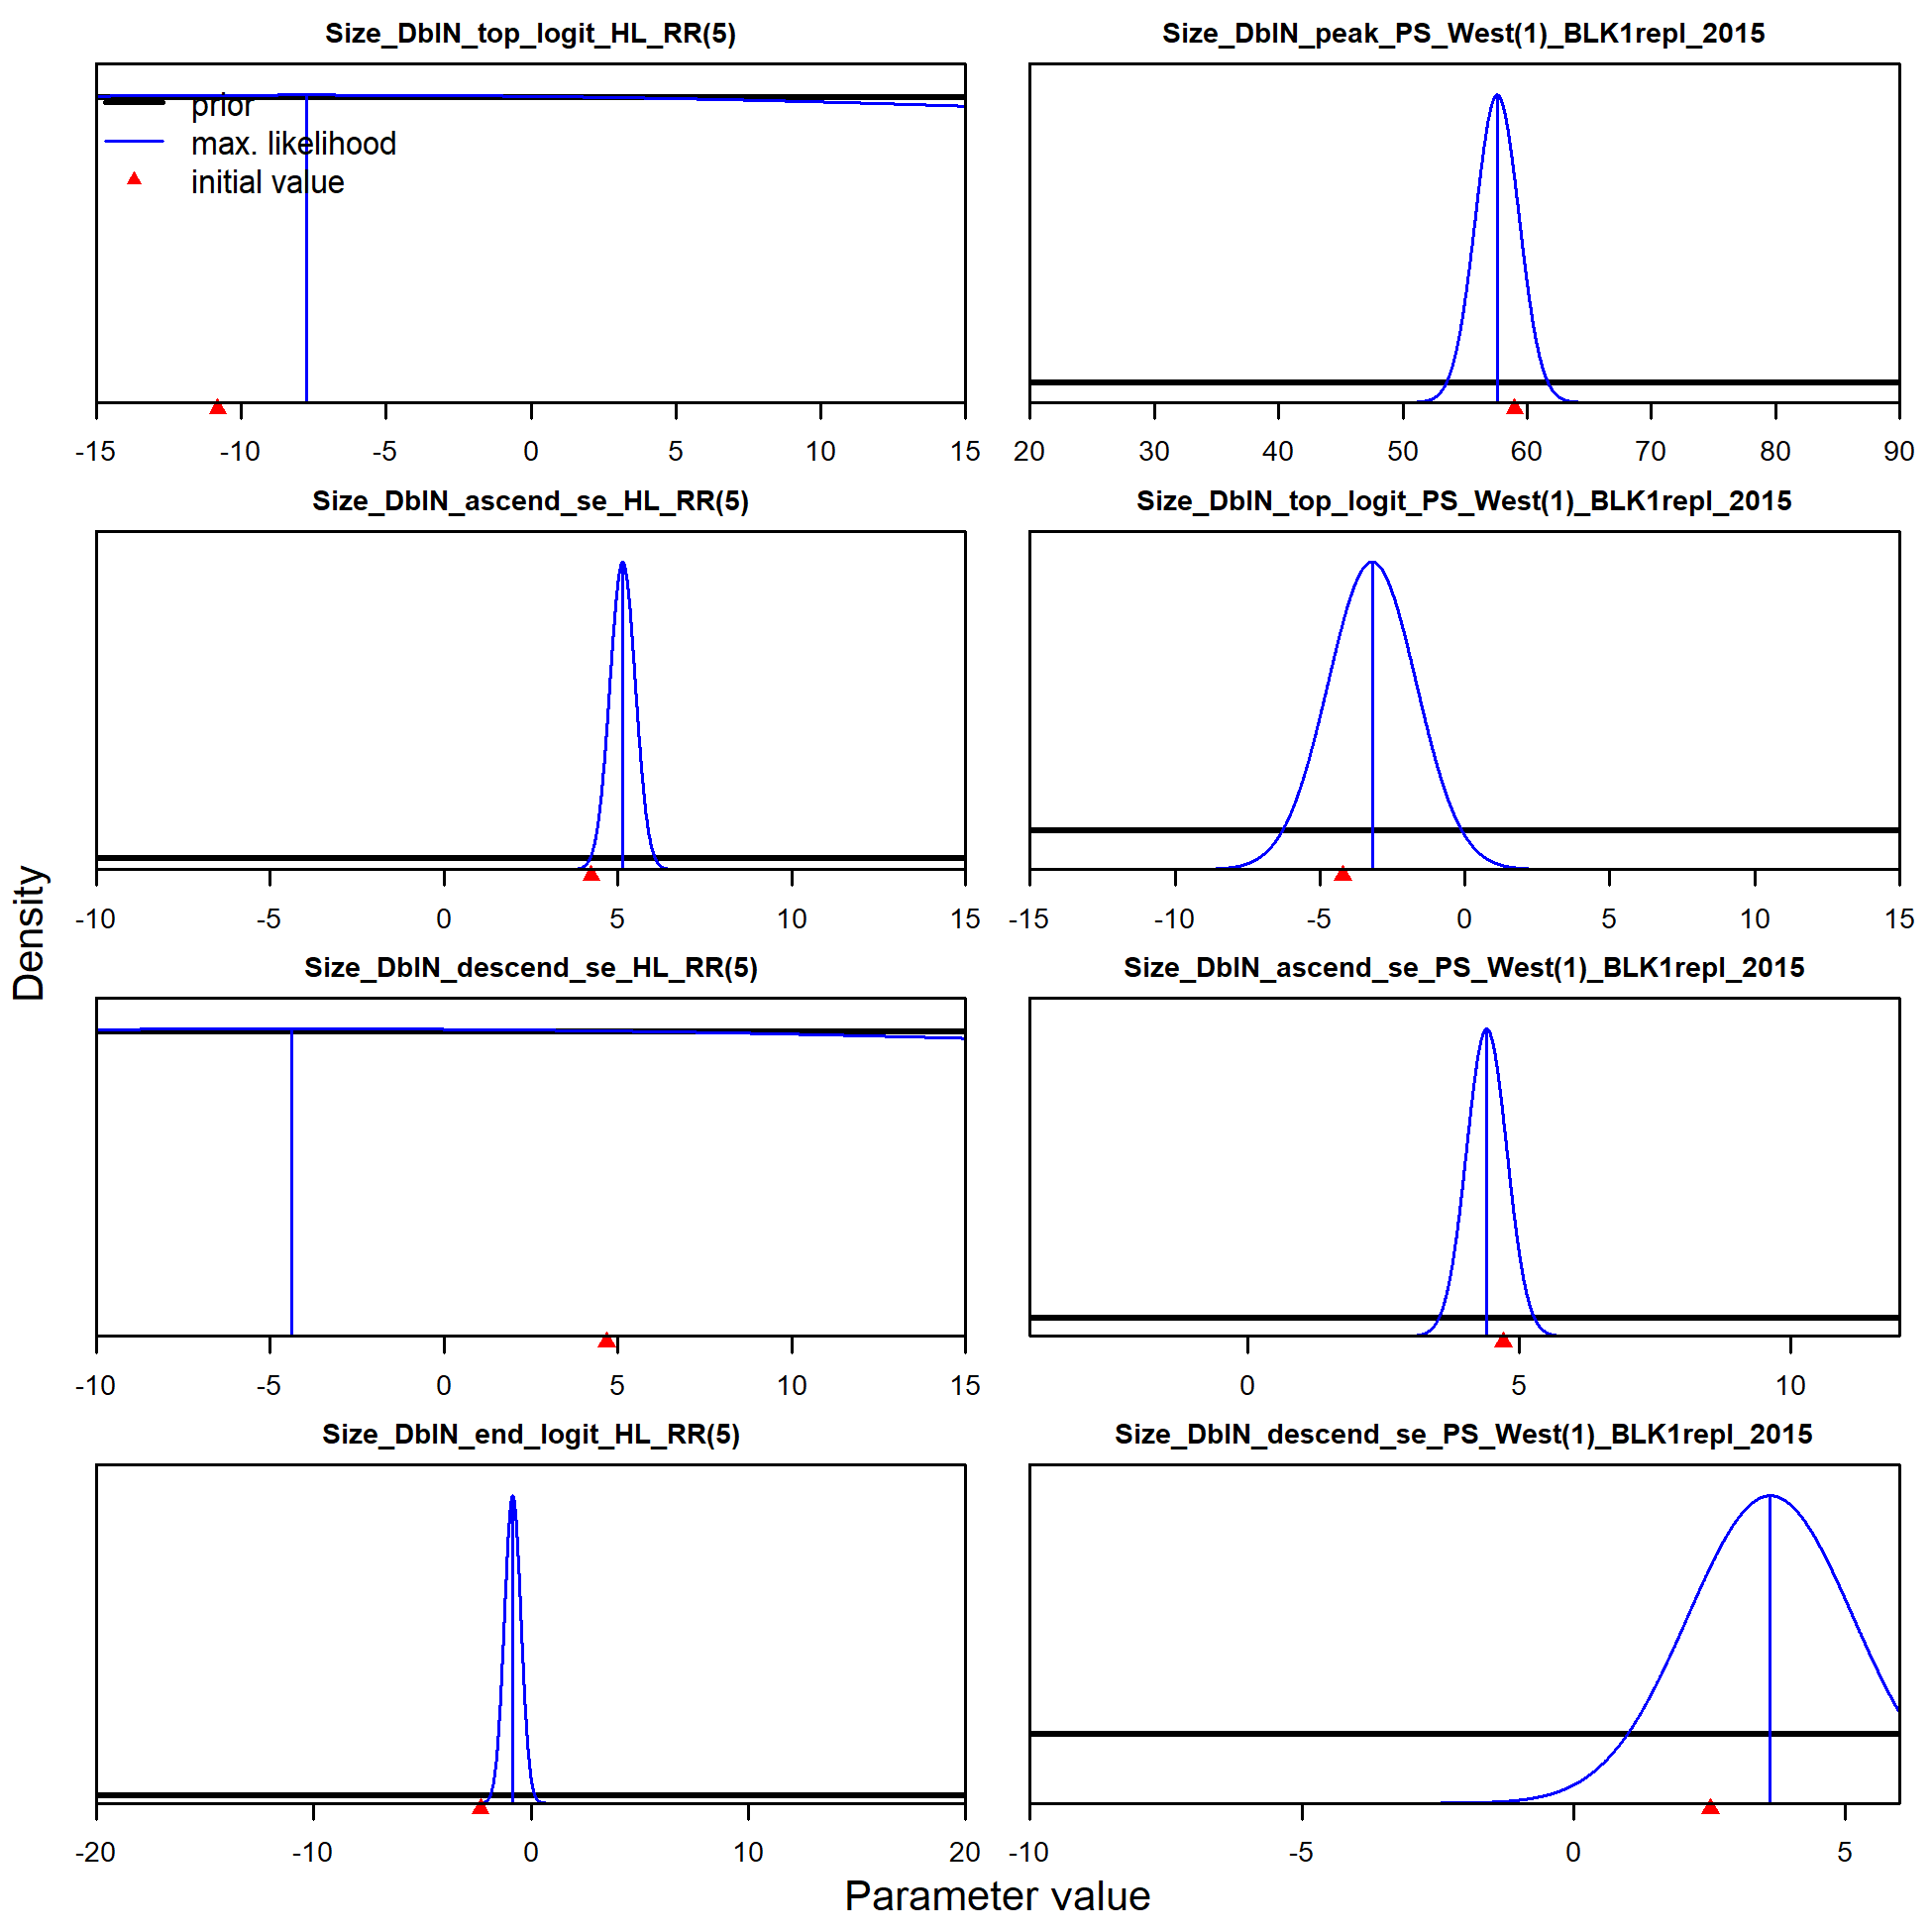 Size_DblN_top_logit_HL_RR(5)
prior
max. likelihood
initial value
-15 -10 -5 0 5 10 15
Size_DblN_peak_PS_West(1)_BLK1repl_2015
20 30 40 50 60 70 80 90
Size_DblN_ascend_se_HL_RR(5)
-10 -5 0 5 10 15
Size_DblN_top_logit_PS_West(1)_BLK1repl_2015
-15 -10 -5 0 5 10 15
Size_DblN_descend_se_HL_RR(5)
-10 -5 0 5 10 15
Size_DblN_ascend_se_PS_West(1)_BLK1repl_2015
0 5 10
Size_DblN_end_logit_HL_RR(5)
-20 -10 0 10 20
Size_DblN_descend_se_PS_West(1)_BLK1repl_2015
-10 -5 0 5
Density
Parameter value